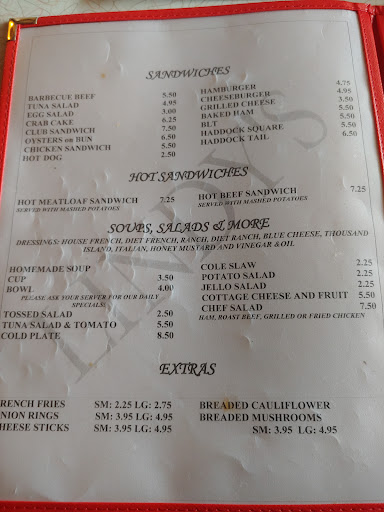 SANDWICHES
BARBECUE BEEF 5.50
TUNA SALAD 4.95
EGG SALAD 3.00
CRAB CAKE 6.25
CLUB SANDWICH 7.50
OYSTERS on BUN 6.50
CHICKEN SANDWICH 5.50
HOT DOG 2.50
HAMBURGER 4.75
CHEESEBURGER 4.95
GRILLED CHEESE 3.50
BAKED HAM 5.50
BLT 5.50
HADDOCK SQUARE 5.50
HADDOCK TAIL 6.50
HOT SANDWICHES
HOT MEATLOAF SANDWICH 7.25
SERVED WITH MASHED POTATOES
HOT BEEF SANDWICH 7.25
SERVED WITH MASHED POTATOES
SOUPS, SALADS & MORE
DRESSINGS: HOUSE FRENCH, DIET FRENCH, RANCH, DIET RANCH, BLUE CHEESE, THOUSAND
ISLAND, ITALIAN, HONEY MUSTARD AND VINEGAR &OIL
HOMEMADE SOUP
CUP 3.50
BOWL 4.00
PLEASE ASK YOUR SERVER FOR OUR DAILY
SPECIALS!
TOSSED SALAD 2.50
TUNA SALAD & TOMATO 5.50
COLD PLATE 8.50
COLE SLAW 2.25
POTATO SALAD 2.25
JELLO SALAD 2.25
COTTAGE CHEESE AND FRUIT 5.50
CHEF SALAD 7.50
HAM, ROAST BEEF, GRILLED OR FRIED CHICKEN
EXTRAS
RENCH FRIES SM: 2.25 LG: 2.75
NION RINGS SM: 3.95 LG: 4.95
HEESE STICKS SM: 3.95 LG: 4.95
BREADED CAULIFLOWER
BREADED MUSHROOMS
SM: 3.95 LG: 4.95
LINDY'S